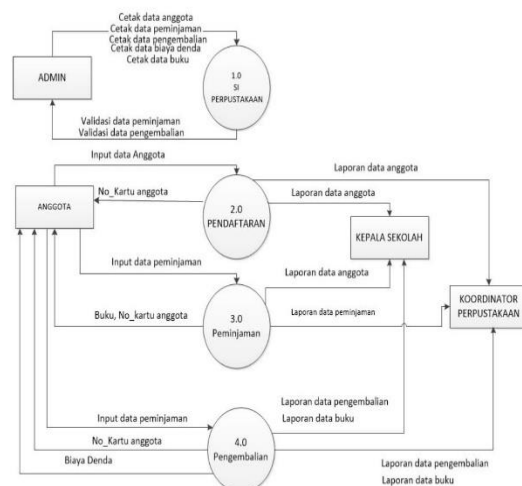 Cetak data anggota
Cetak data peminjaman
Cetak data pengembalian
Cetak data biaya denda
Cetak data buku
ADMIN
1.0
SI
PERPUSTAKAAN
Validasi data peminjaman
Validasi data pengembalian
Input data Anggota
Laporan data anggota
No_Kartu anggota
Laporan data anggota
ANGGOTA
2.0
PENDAFTARAN
KEPALA SEKOLAH
Input data peminjaman
Laporan data anggota
KOORDINATOR
PERPUSTAKAAN
Buku, No_kartu anggota
3.0
Peminjaman
Laporan data peminjaman
Laporan data pengembalian
Laporan data buku
Input data peminjaman
No_Kartu anggota
Biaya Denda
4.0
Pengembalian
Laporan data pengembalian
Laporan data buku